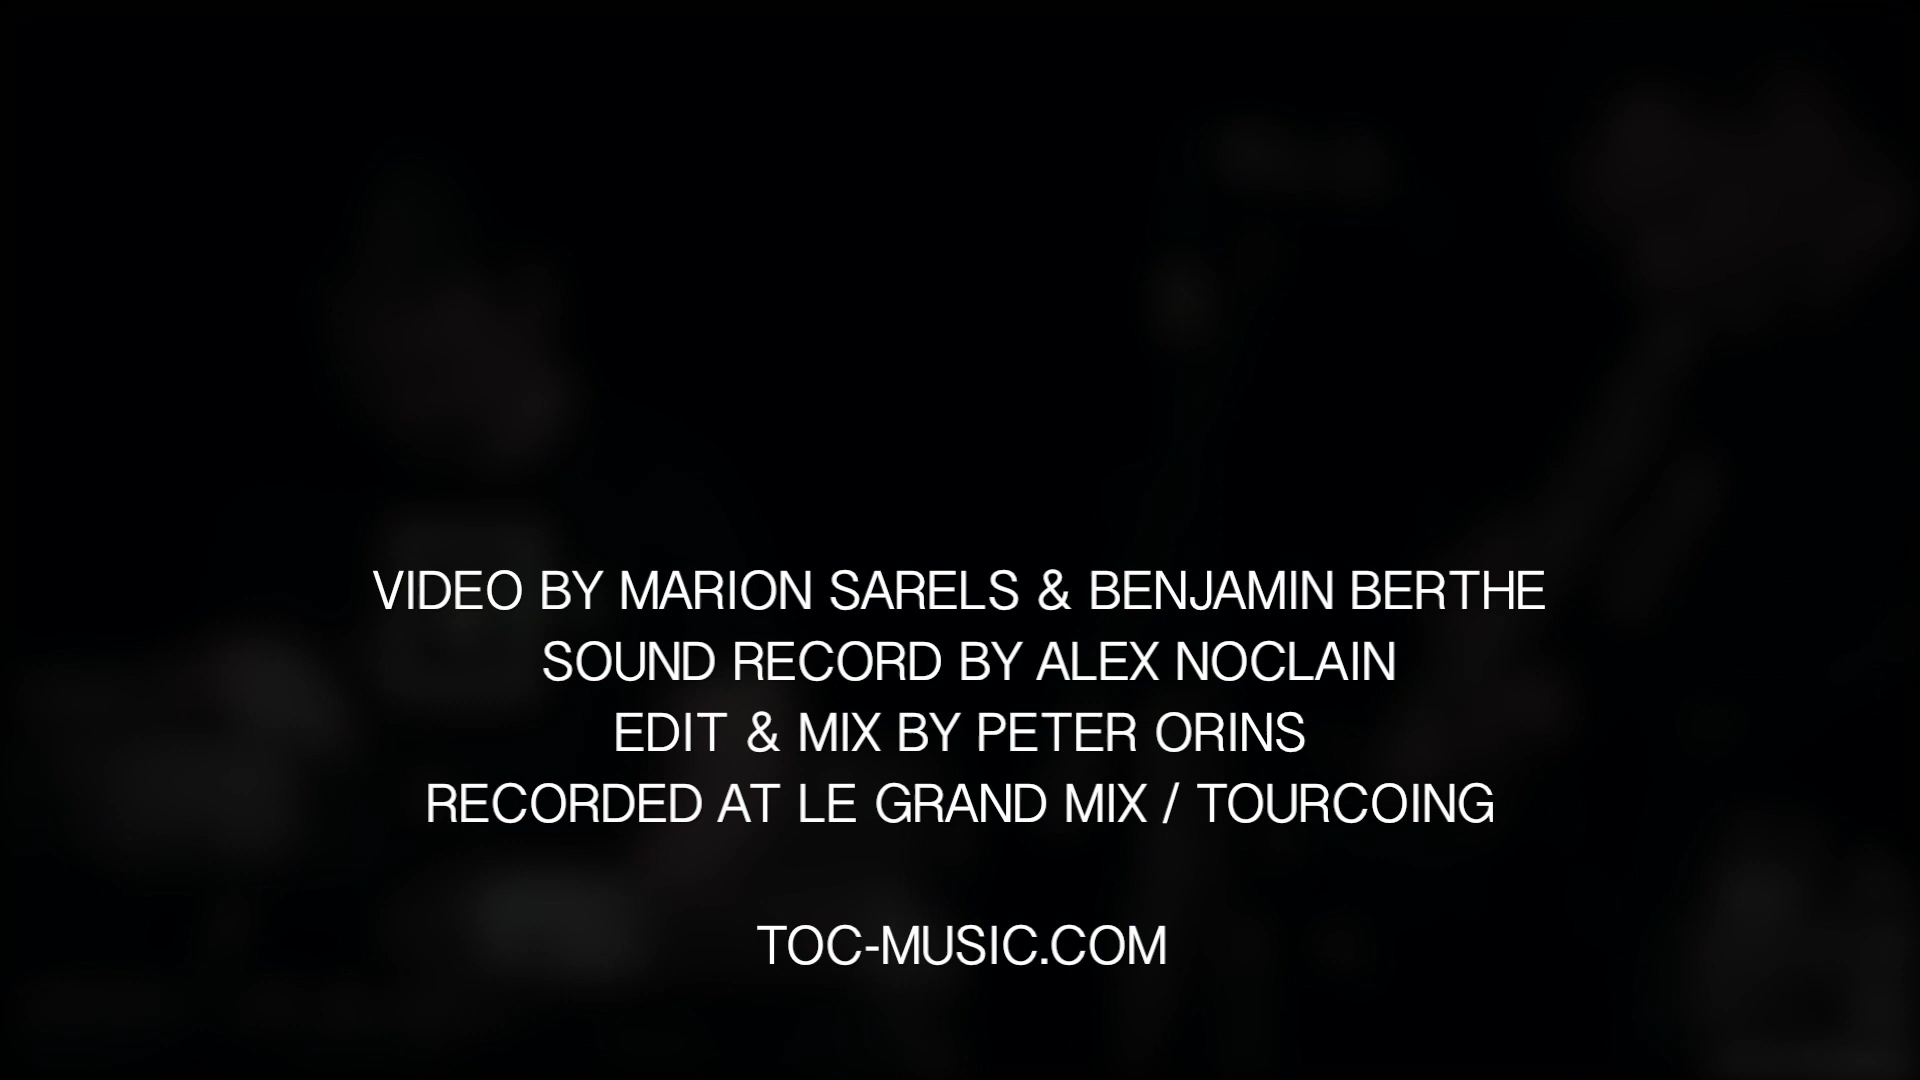 VIDEO BY MARION SARELS & BENJAMIN BERTHE
SOUND RECORD BY ALEX NOCLAIN
EDIT & MIX BY PETER ORINS
RECORDED AT LE GRAND MIX / TOURCOING
TOC-MUSIC.COM